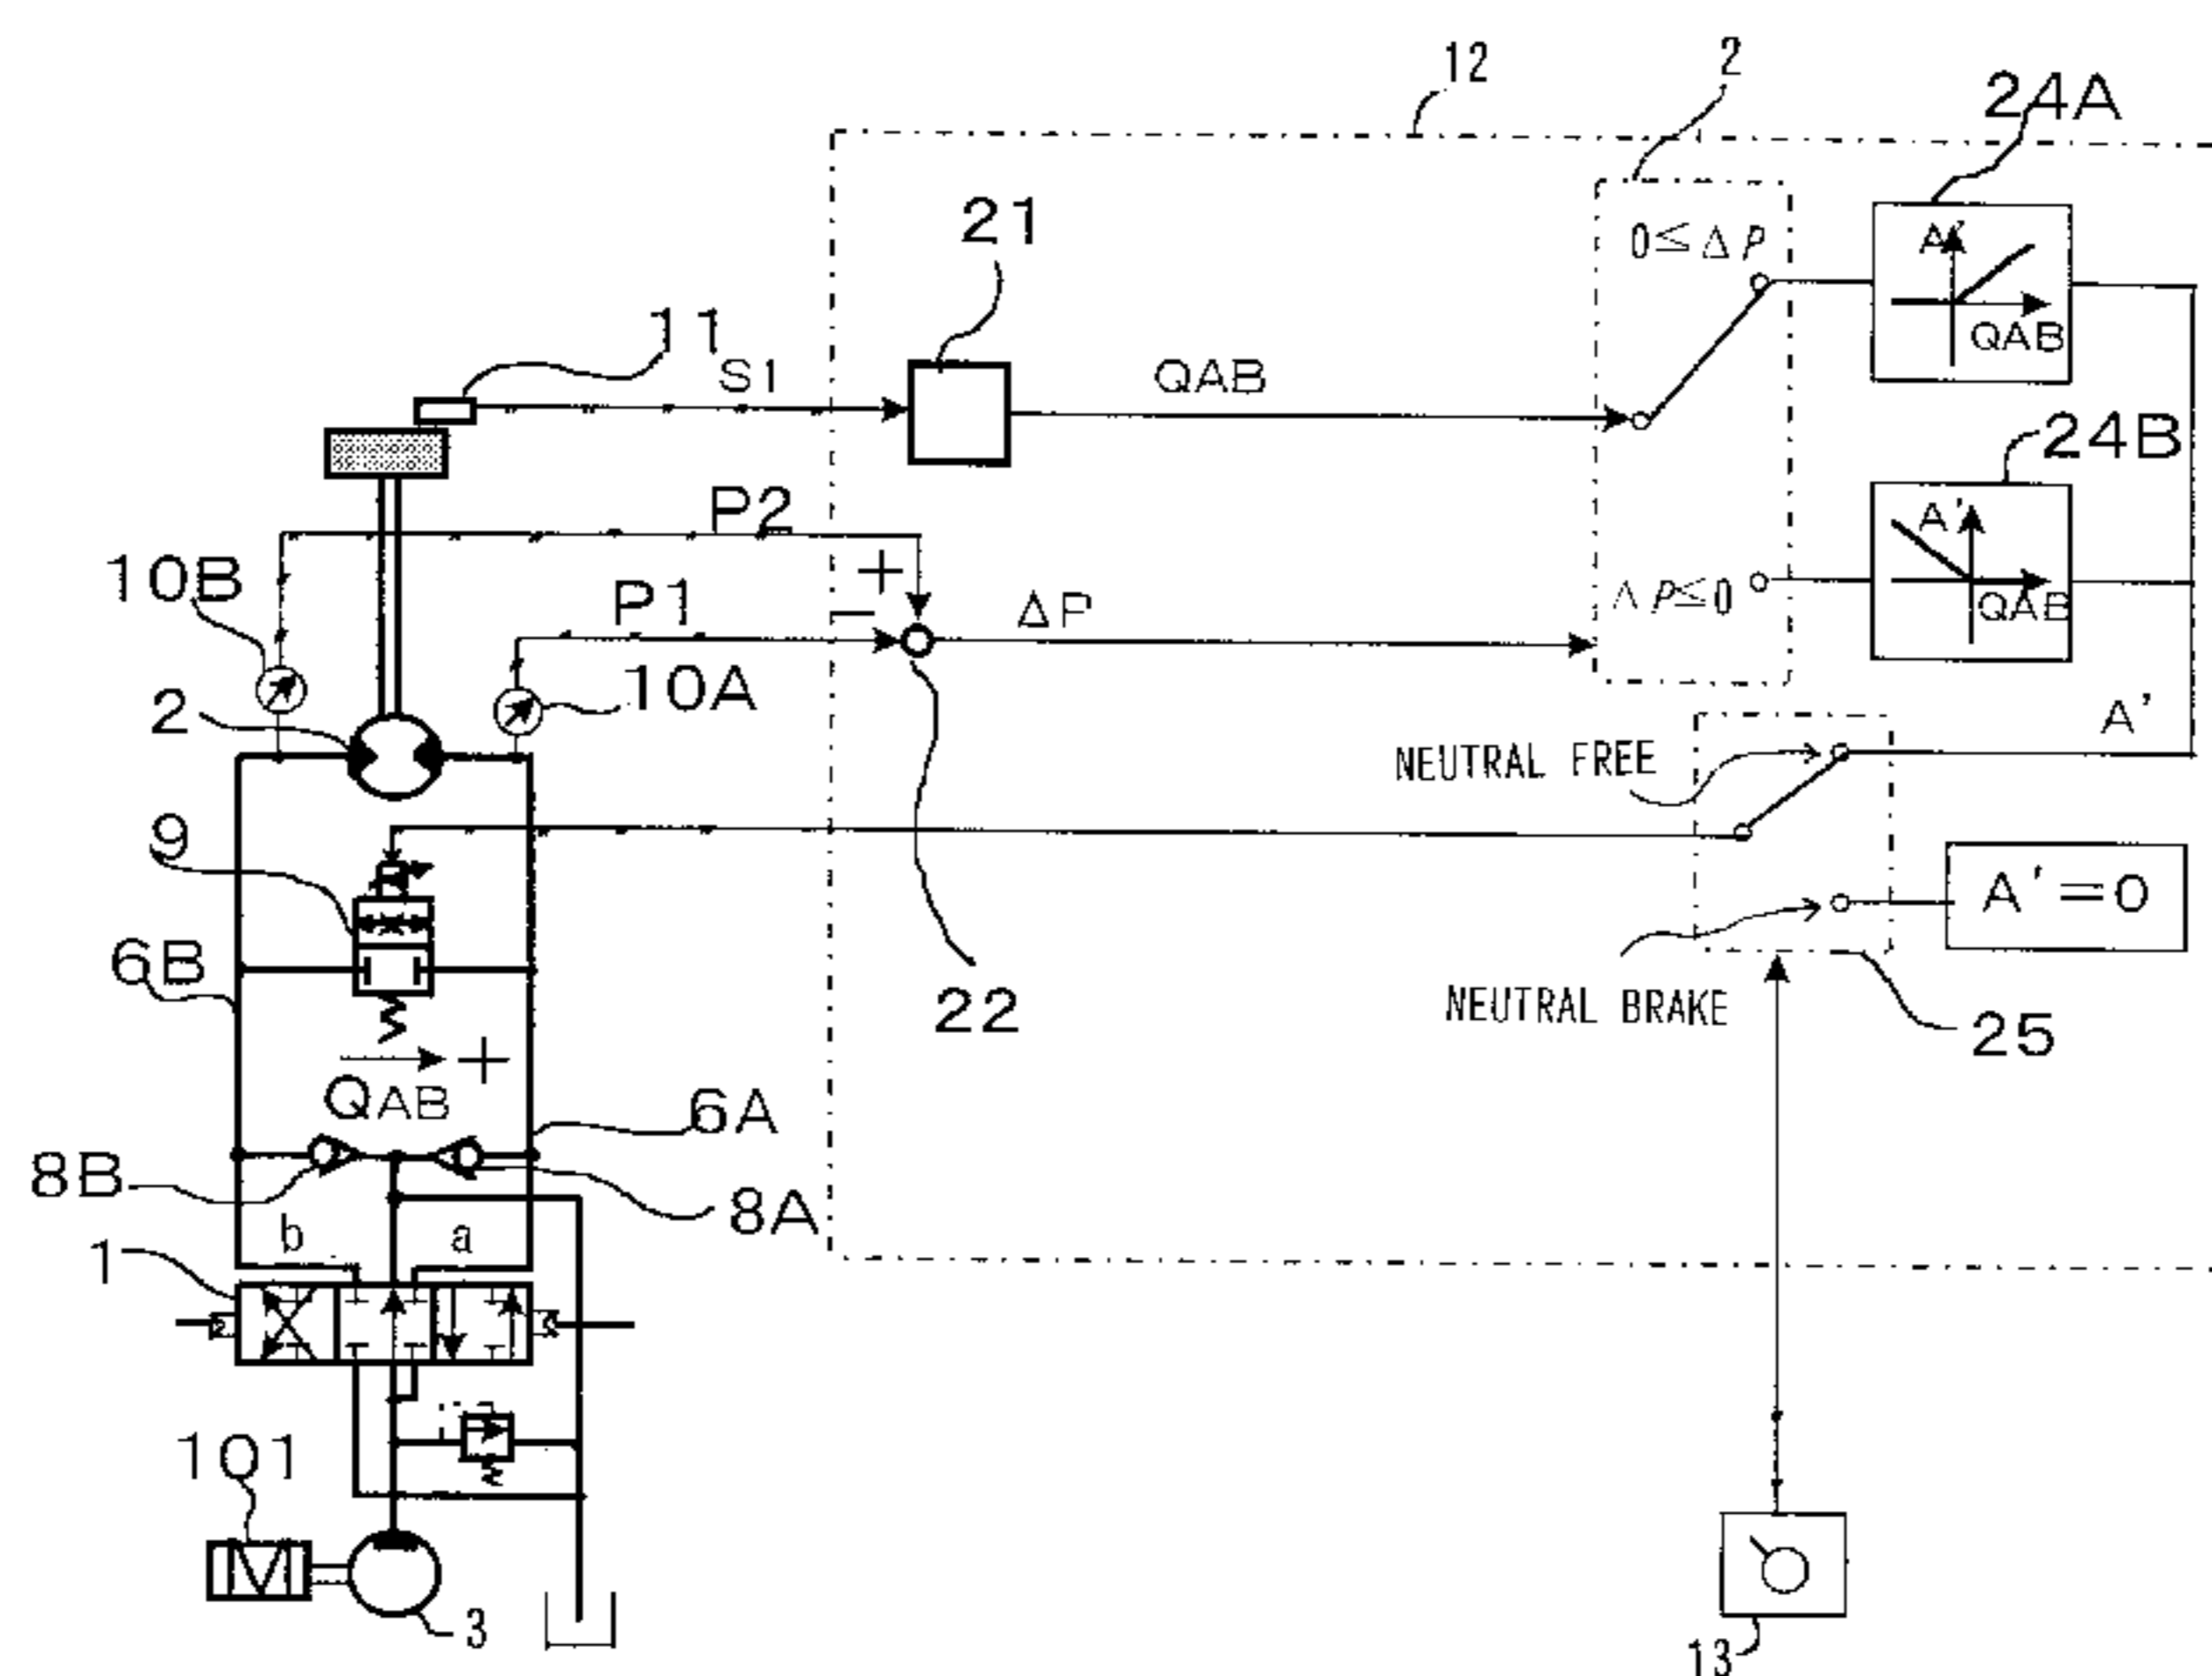 12
2
24A
0≤ΔP
A'
QAB
21
11
S1
QAB
24B
A'
QAB
P2
10B
+
P1
−
ΔP
ΔP≤0
10A
2
A'
NEUTRAL FREE
9
A'=0
6B
22
NEUTRAL BRAKE
25
+
QAB
6A
8B
8A
b
a
1
101
3
13